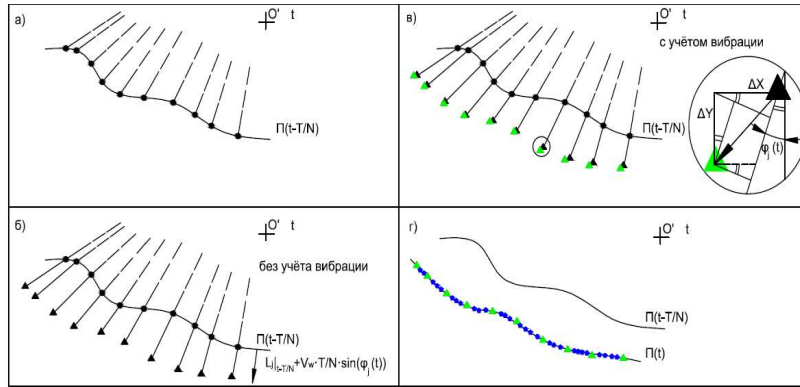 а)
O' t
П(t-T/N)
в)
O' t
с учётом вибрации
ΔX
ΔY
φj(t)
П(t-T/N)
б)
O' t
без учёта вибрации
П(t-T/N)
Lj|t-T/N+Vw·T/N·sin(φj(t))
г)
O' t
П(t-T/N)
П(t)